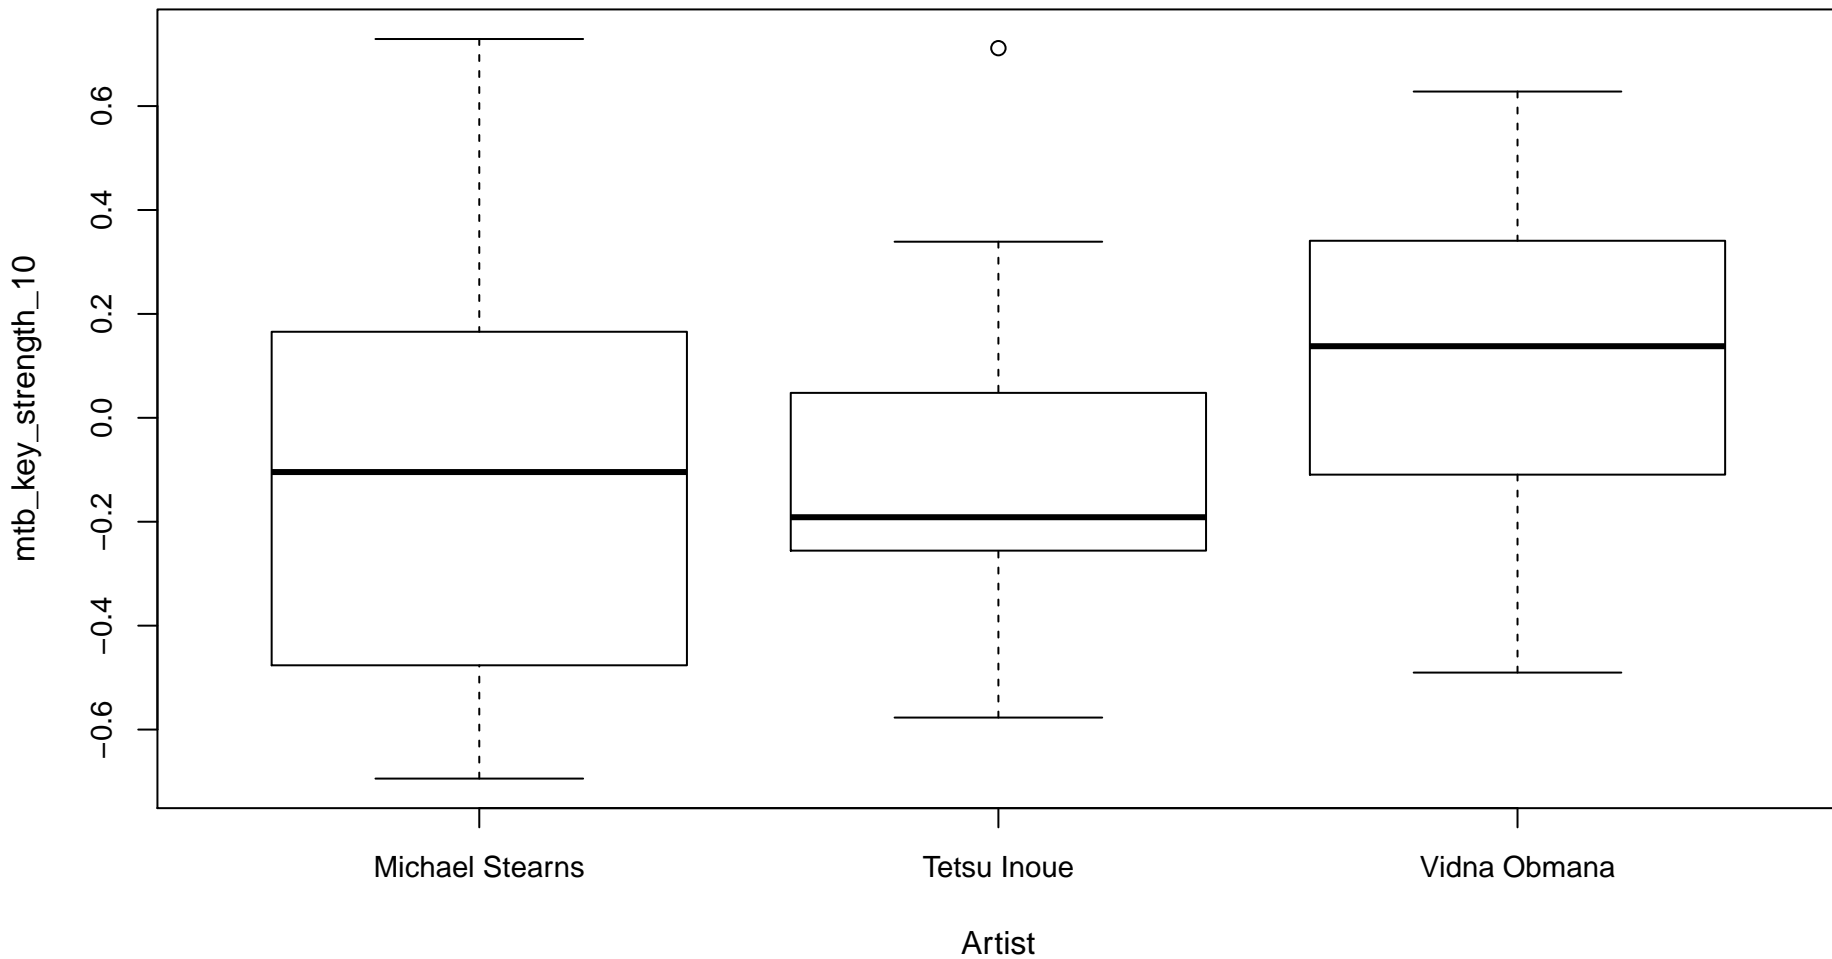 mtb_key_strength_10
0.6
0.4
0.2
0.0
−0.2
−0.4
−0.6
Michael Stearns
Tetsu Inoue
Vidna Obmana
Artist